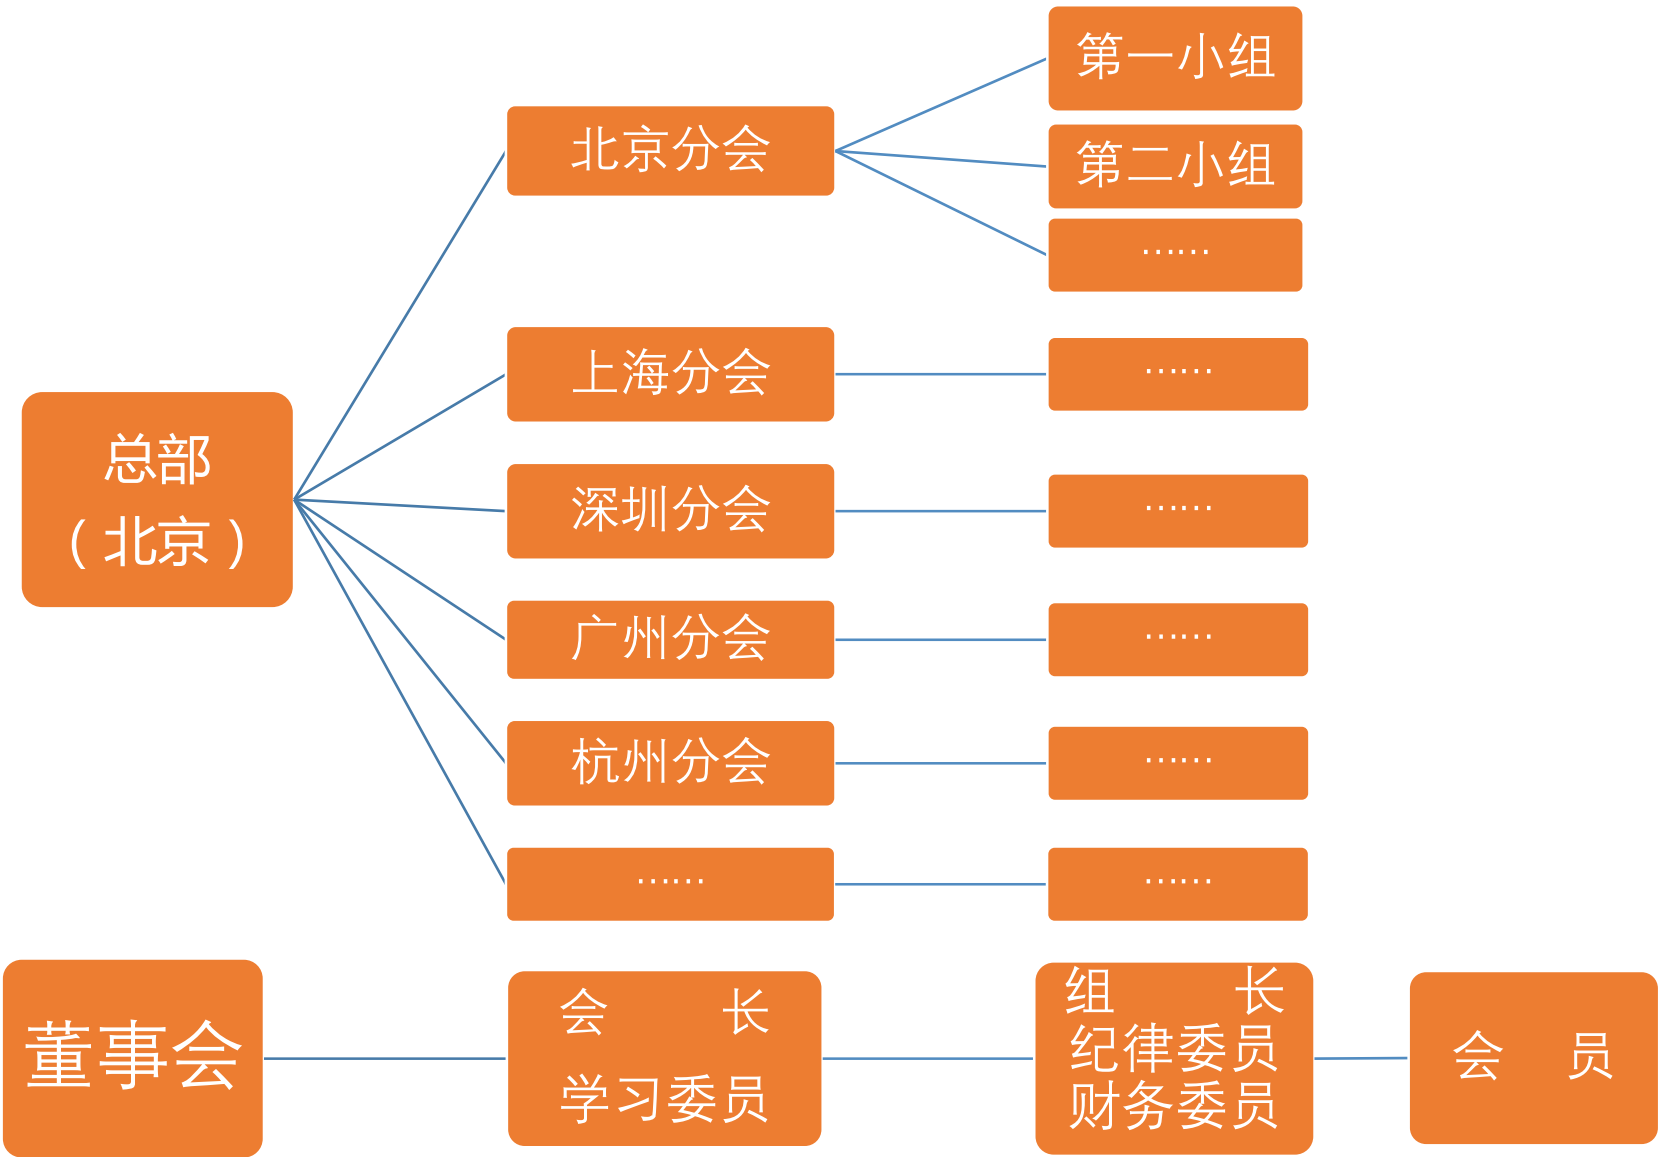 第一小组
北京分会
第二小组
……
上海分会
……
总部
（北京）
深圳分会
……
广州分会
……
杭州分会
……
……
……
董事会
会 长
学习委员
组 长
纪律委员
财务委员
会 员